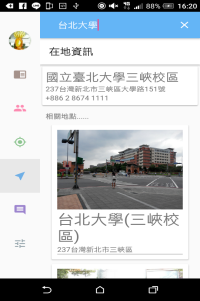 88% 16:20
台北大學
在地資訊
國立臺北大學三峽校區
237台灣新北市三峽區大學路151號
+886 2 8674 1111
相關地點......
台北大學(三峽校
區)
237台灣新北市三峽區